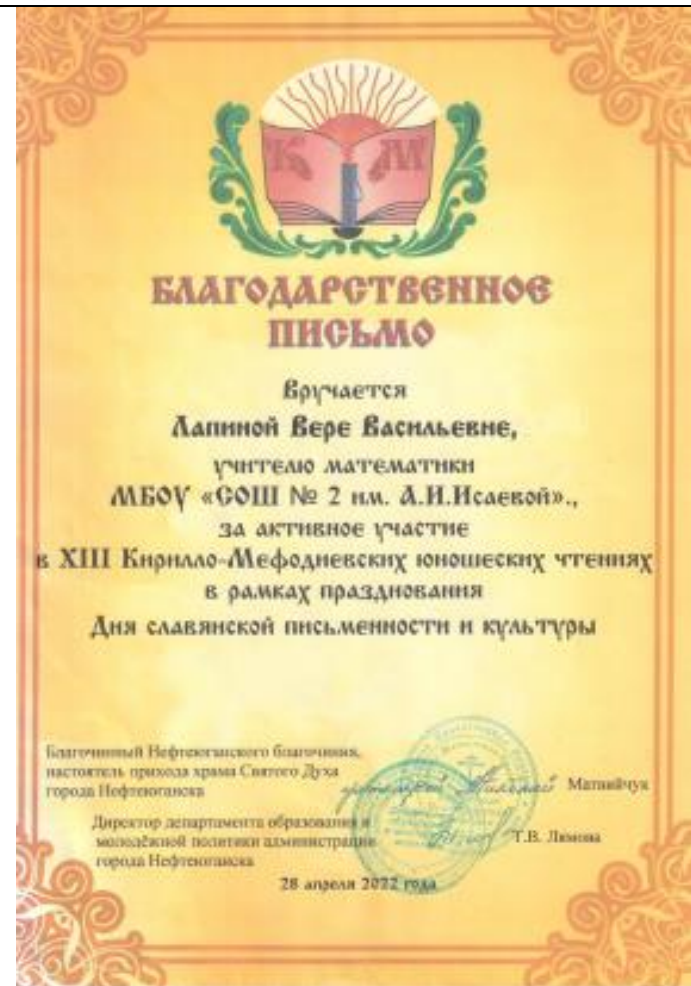 К М
БЛАГОДАРСТВЕННОЕ
ПИСЬМО
Вручается
Лапиной Вере Васильевне,
учителю математики
МБОУ «СОШ № 2 им. А.И.Исаевой».,
за активное участие
в XIII Кирилло-Мефодиевских юношеских чтениях
в рамках празднования
Дня славянской письменности и культуры
Благочинный Нефтеюганского благочиния,
настоятель прихода храма Святого Духа
города Нефтеюганска
Матвийчук
Директор департамента образования и
молодёжной политики администрации
города Нефтеюганска
Т.В. Лямова
28 апреля 2022 года